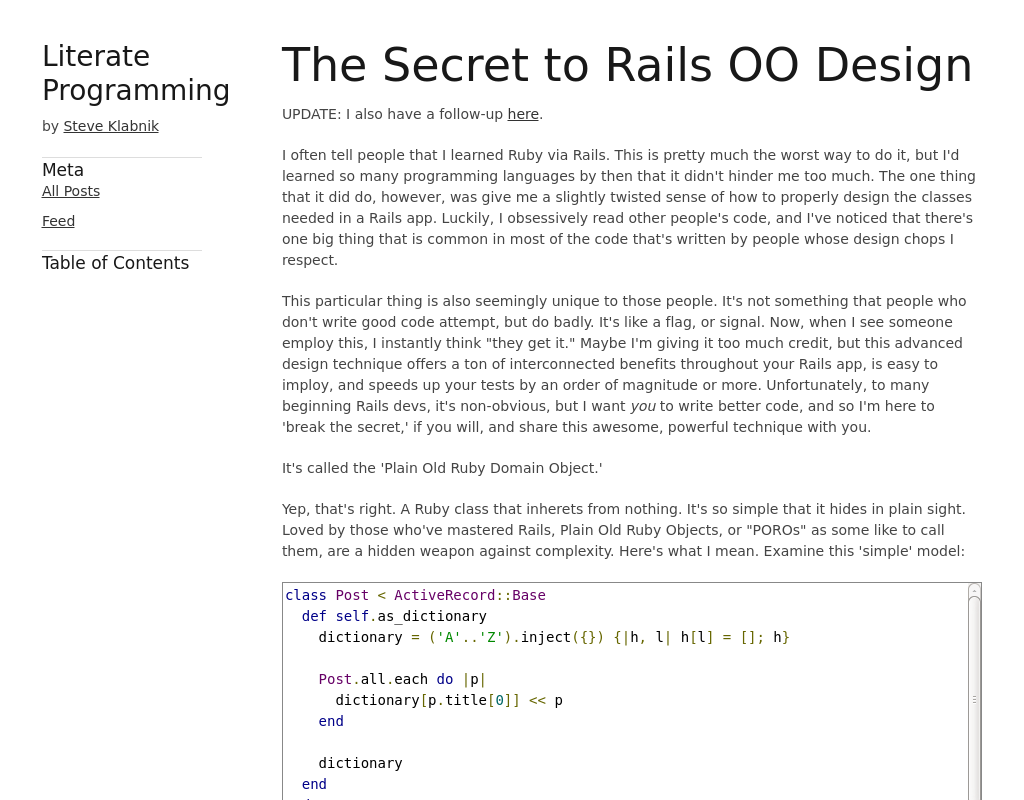 Literate
Programming
by Steve Klabnik
Meta
All Posts
Feed
Table of Contents
The Secret to Rails OO Design
UPDATE: I also have a follow-up here.
I often tell people that I learned Ruby via Rails. This is pretty much the worst way to do it, but I'd
learned so many programming languages by then that it didn't hinder me too much. The one thing
that it did do, however, was give me a slightly twisted sense of how to properly design the classes
needed in a Rails app. Luckily, I obsessively read other people's code, and I've noticed that there's
one big thing that is common in most of the code that's written by people whose design chops I
respect.
This particular thing is also seemingly unique to those people. It's not something that people who
don't write good code attempt, but do badly. It's like a flag, or signal. Now, when I see someone
employ this, I instantly think "they get it." Maybe I'm giving it too much credit, but this advanced
design technique offers a ton of interconnected benefits throughout your Rails app, is easy to
imploy, and speeds up your tests by an order of magnitude or more. Unfortunately, to many
beginning Rails devs, it's non-obvious, but I want you to write better code, and so I'm here to
'break the secret,' if you will, and share this awesome, powerful technique with you.
It's called the 'Plain Old Ruby Domain Object.'
Yep, that's right. A Ruby class that inherets from nothing. It's so simple that it hides in plain sight.
Loved by those who've mastered Rails, Plain Old Ruby Objects, or "POROs" as some like to call
them, are a hidden weapon against complexity. Here's what I mean. Examine this 'simple' model:
class Post < ActiveRecord::Base
  def self.as_dictionary
    dictionary = ('A'..'Z').inject({}) {|h, l| h[l] = []; h}
    Post.all.each do |p|
      dictionary[p.title[0]] << p
    end
    dictionary
  end